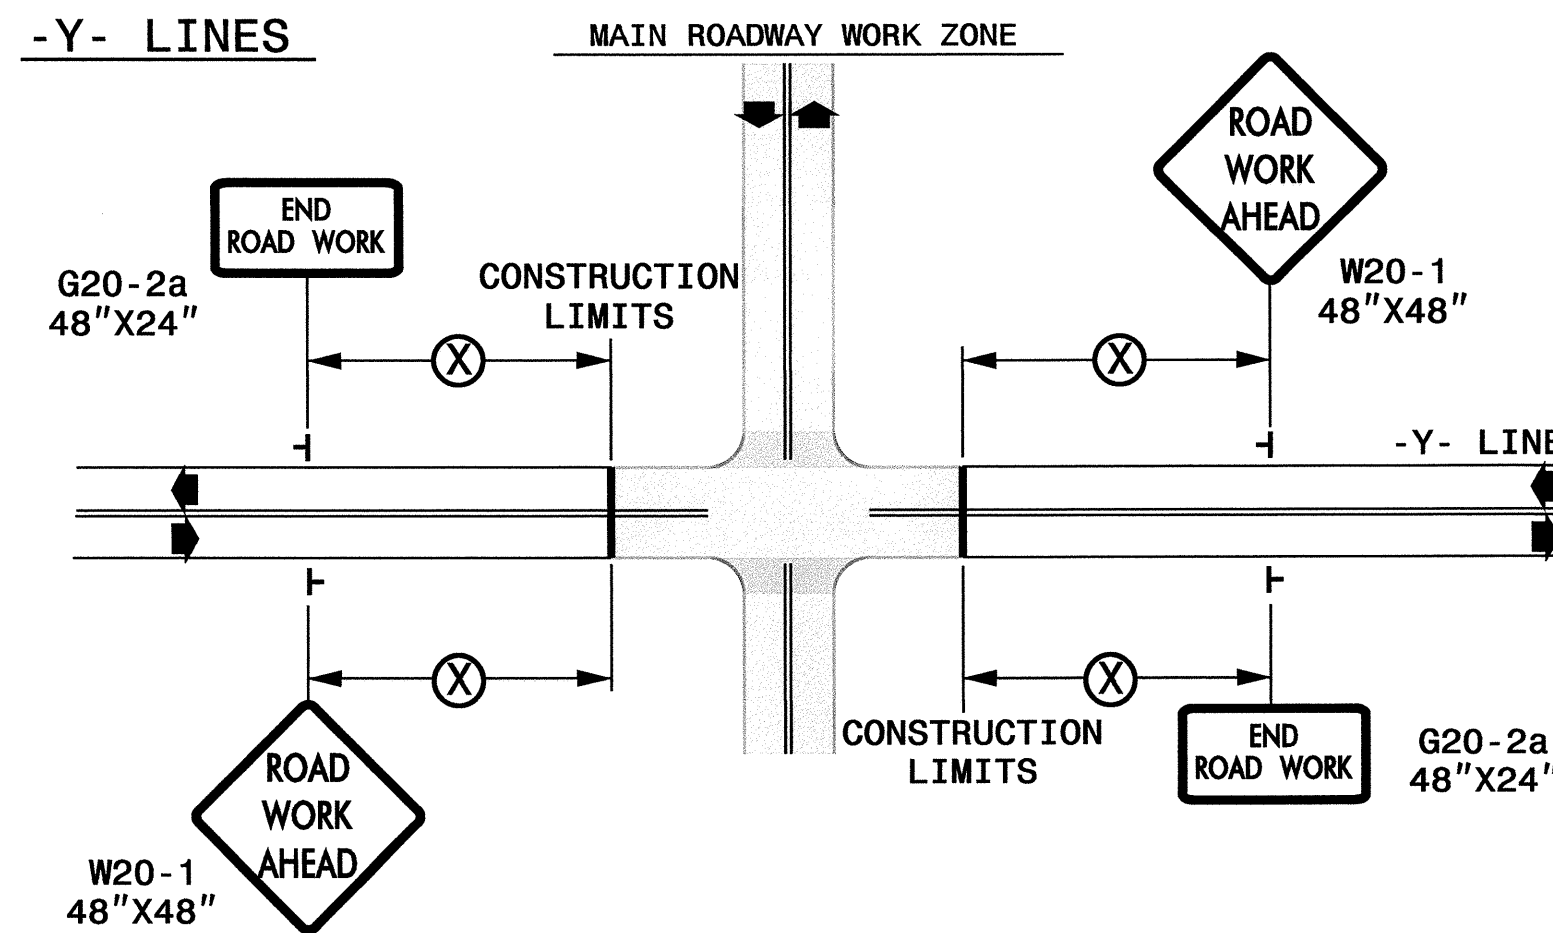 -Y- LINES
MAIN ROADWAY WORK ZONE
ROAD
WORK
AHEAD
END
ROAD WORK
G20-2a
48"X24"
CONSTRUCTION
LIMITS
W20-1
48"X48"
X
X
-Y- LINE
X
X
CONSTRUCTION
LIMITS
END
ROAD WORK
G20-2a
48"X24"
ROAD
WORK
AHEAD
W20-1
48"X48"